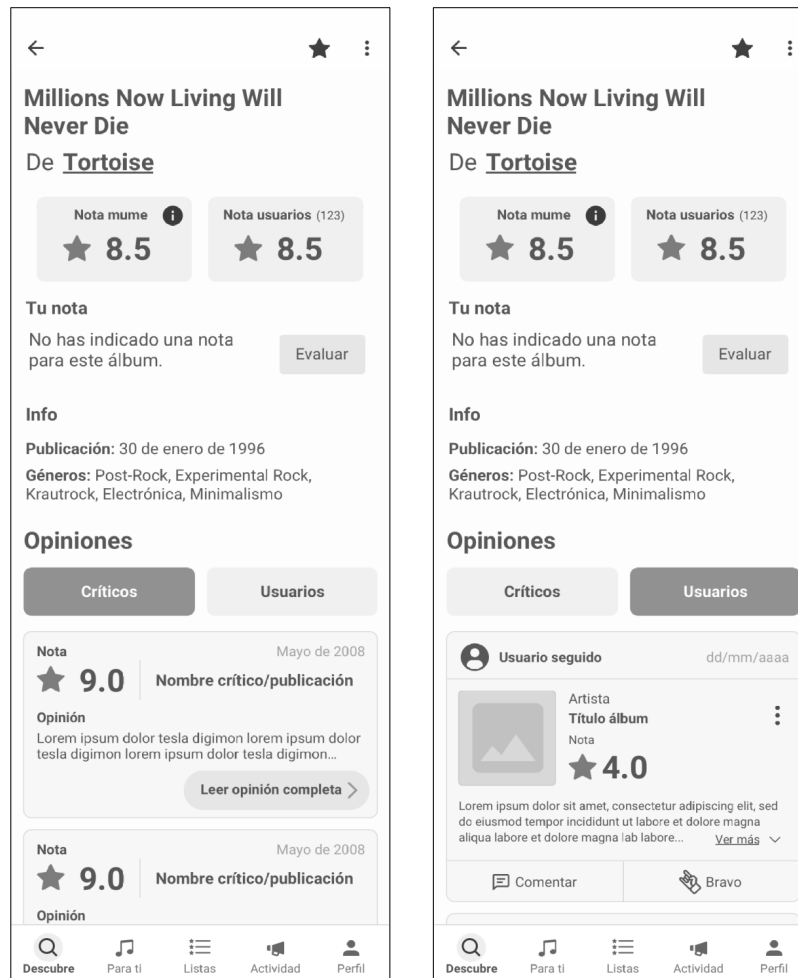 Millions Now Living Will
Never Die
De Tortoise
Nota mume i
8.5
Nota usuarios (123)
8.5
Tu nota
No has indicado una nota
para este álbum.
Evaluar
Info
Publicación: 30 de enero de 1996
Géneros: Post-Rock, Experimental Rock,
Krautrock, Electrónica, Minimalismo
Opiniones
Críticos
Usuarios
Nota
Mayo de 2008
9.0
Nombre crítico/publicación
Opinión
Lorem ipsum dolor tesla digimon lorem ipsum dolor
tesla digimon lorem ipsum dolor tesla digimon...
Leer opinión completa
Nota
Mayo de 2008
9.0
Nombre crítico/publicación
Opinión
Descubre
Para ti
Listas
Actividad
Perfil
Millions Now Living Will
Never Die
De Tortoise
Nota mume i
8.5
Nota usuarios (123)
8.5
Tu nota
No has indicado una nota
para este álbum.
Evaluar
Info
Publicación: 30 de enero de 1996
Géneros: Post-Rock, Experimental Rock,
Krautrock, Electrónica, Minimalismo
Opiniones
Críticos
Usuarios
Usuario seguido
dd/mm/aaaa
Artista
Título álbum
Nota
4.0
Lorem ipsum dolor sit amet, consectetur adipiscing elit, sed
do eiusmod tempor incididunt ut labore et dolore magna
aliqua labore et dolore magna lab labore...
Ver más
Comentar
Bravo
Descubre
Para ti
Listas
Actividad
Perfil